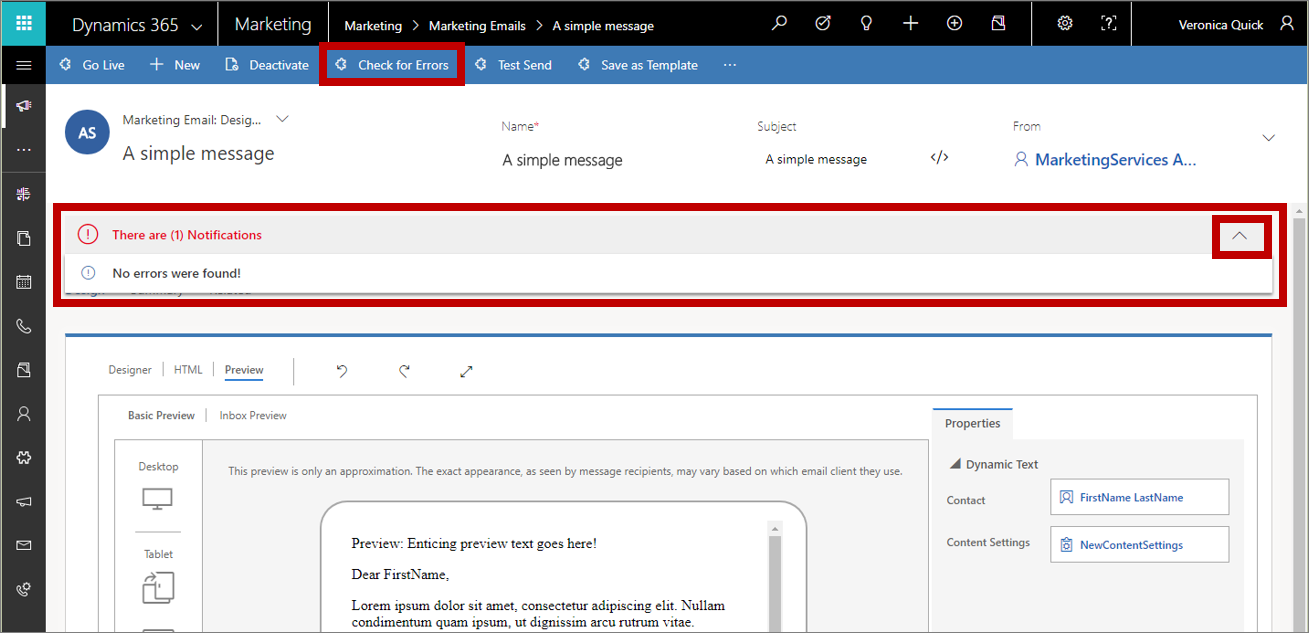 Dynamics 365
Marketing
Marketing > Marketing Emails > A simple message
Veronica Quick
Go Live
New
Deactivate
Check for Errors
Test Send
Save as Template
AS
Marketing Email: Desig...
A simple message
Name*
A simple message
Subject
A simple message
</>
From
MarketingServices A...
There are (1) Notifications
No errors were found!
Designer
HTML
Preview
Basic Preview
Inbox Preview
Desktop
Tablet
This preview is only an approximation. The exact appearance, as seen by message recipients, may vary based on which email client they use.
Preview: Enticing preview text goes here!
Dear FirstName,
Lorem ipsum dolor sit amet, consectetur adipiscing elit. Nullam
condimentum quam ipsum, ut dignissim arcu rutrum vitae.
Properties
Dynamic Text
Contact
FirstName LastName
Content Settings
NewContentSettings